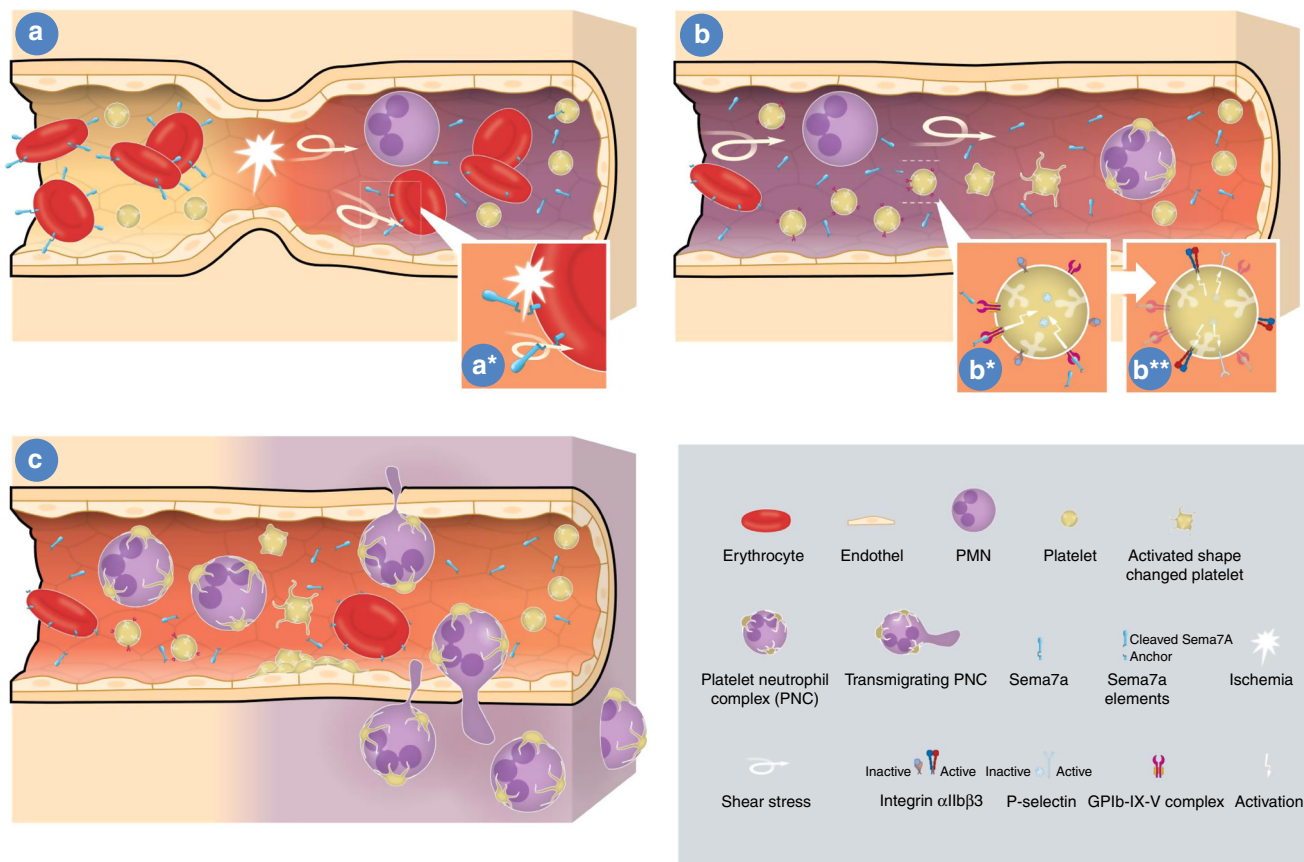 a
b
a*
b*
b**
c
Erythrocyte
Endothel
PMN
Platelet
Activated shape
changed platelet
Platelet neutrophil
complex (PNC)
Transmigrating PNC
Sema7a
Cleaved Sema7A
Anchor
Sema7a
elements
Ischemia
Shear stress
Inactive Active
Integrin αIIbβ3
Inactive Active
P-selectin
GPIb-IX-V complex
Activation